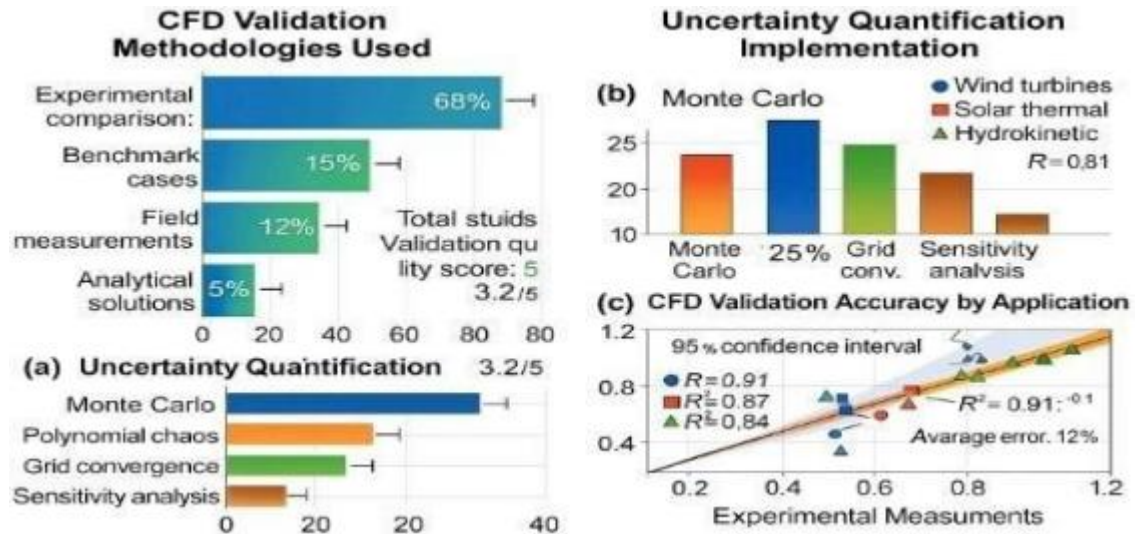 CFD Validation
Methodologies Used
Experimental
comparison:
68%
Benchmark
cases
15%
Field
measurements
12%
Analytical
solutions
5%
Total stuids
Validation qu
lity score: 5
3.2/5
0 20 40 60 80 80
(a) Uncertainty Quantification 3.2/5
Monte Carlo
Polynomial chaos
Grid convergence
Sensitivity analysis
0 20 20 40
Uncertainty Quantification
Implementation
(b) Monte Carlo
Wind turbines
Solar thermal
Hydrokinetic
R=0,81
25
20
10
Monte
Carlo
25%
Grid
conv.
Sensitivity
analvsis
(c) CFD Validation Accuracy by Application
1.2
0.8
0.4
95% confidence interval
R=0.91
R²=0.87
R²=0.84
R²=0.91:-0.1
Avarage error. 12%
0.2 0.4 0.6 0.8 1.2
Experimental Measuments